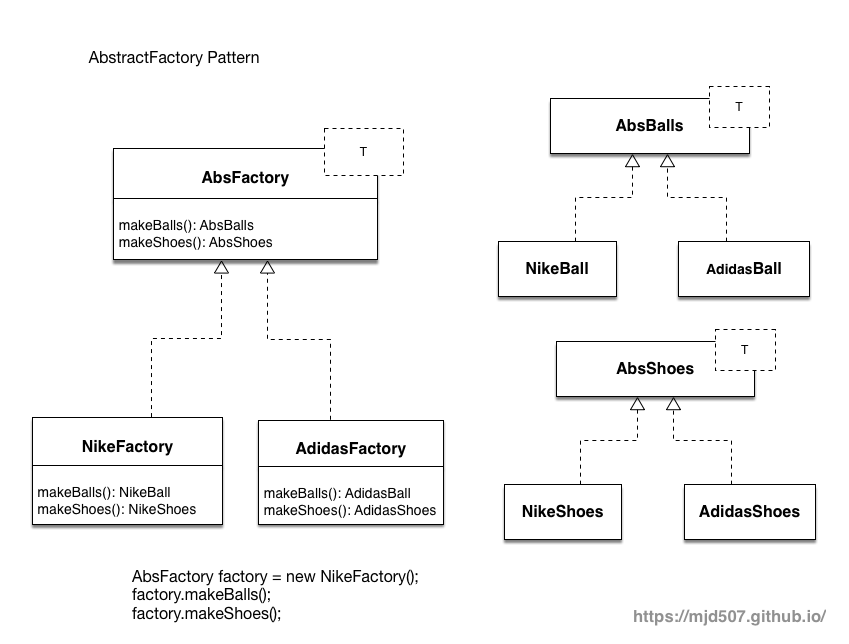 AbstractFactory Pattern
T
AbsFactory
makeBalls(): AbsBalls
makeShoes(): AbsShoes
NikeFactory
makeBalls(): NikeBall
makeShoes(): NikeShoes
AdidasFactory
makeBalls(): AdidasBall
makeShoes(): AdidasShoes
T
AbsBalls
NikeBall
AdidasBall
T
AbsShoes
NikeShoes
AdidasShoes
AbsFactory factory = new NikeFactory();
factory.makeBalls();
factory.makeShoes();
https://mjd507.github.io/